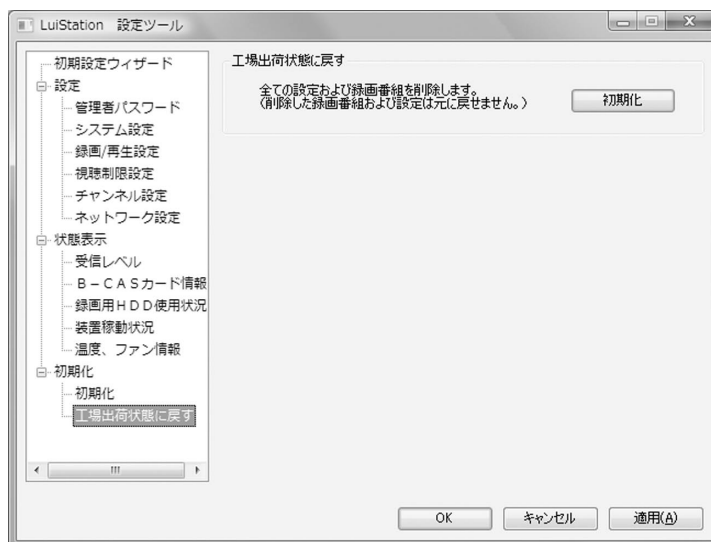 LuiStation 設定ツール
初期設定ウィザード
設定
管理者パスワード
システム設定
録画/再生設定
視聴制限設定
チャンネル設定
ネットワーク設定
状態表示
受信レベル
Ｂ－ＣＡＳカード情報
録画用ＨＤＤ使用状況
装置稼動状況
温度、ファン情報
初期化
初期化
工場出荷状態に戻す
工場出荷状態に戻す
全ての設定および録画番組を削除します。
（削除した録画番組および設定は元に戻せません。）
初期化
OK
キャンセル
適用(A)